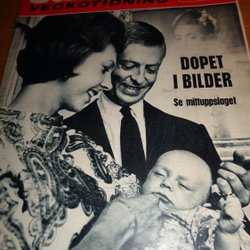 VECKOTIDNING
DOPET
I BILDER
Se mittuppslaget